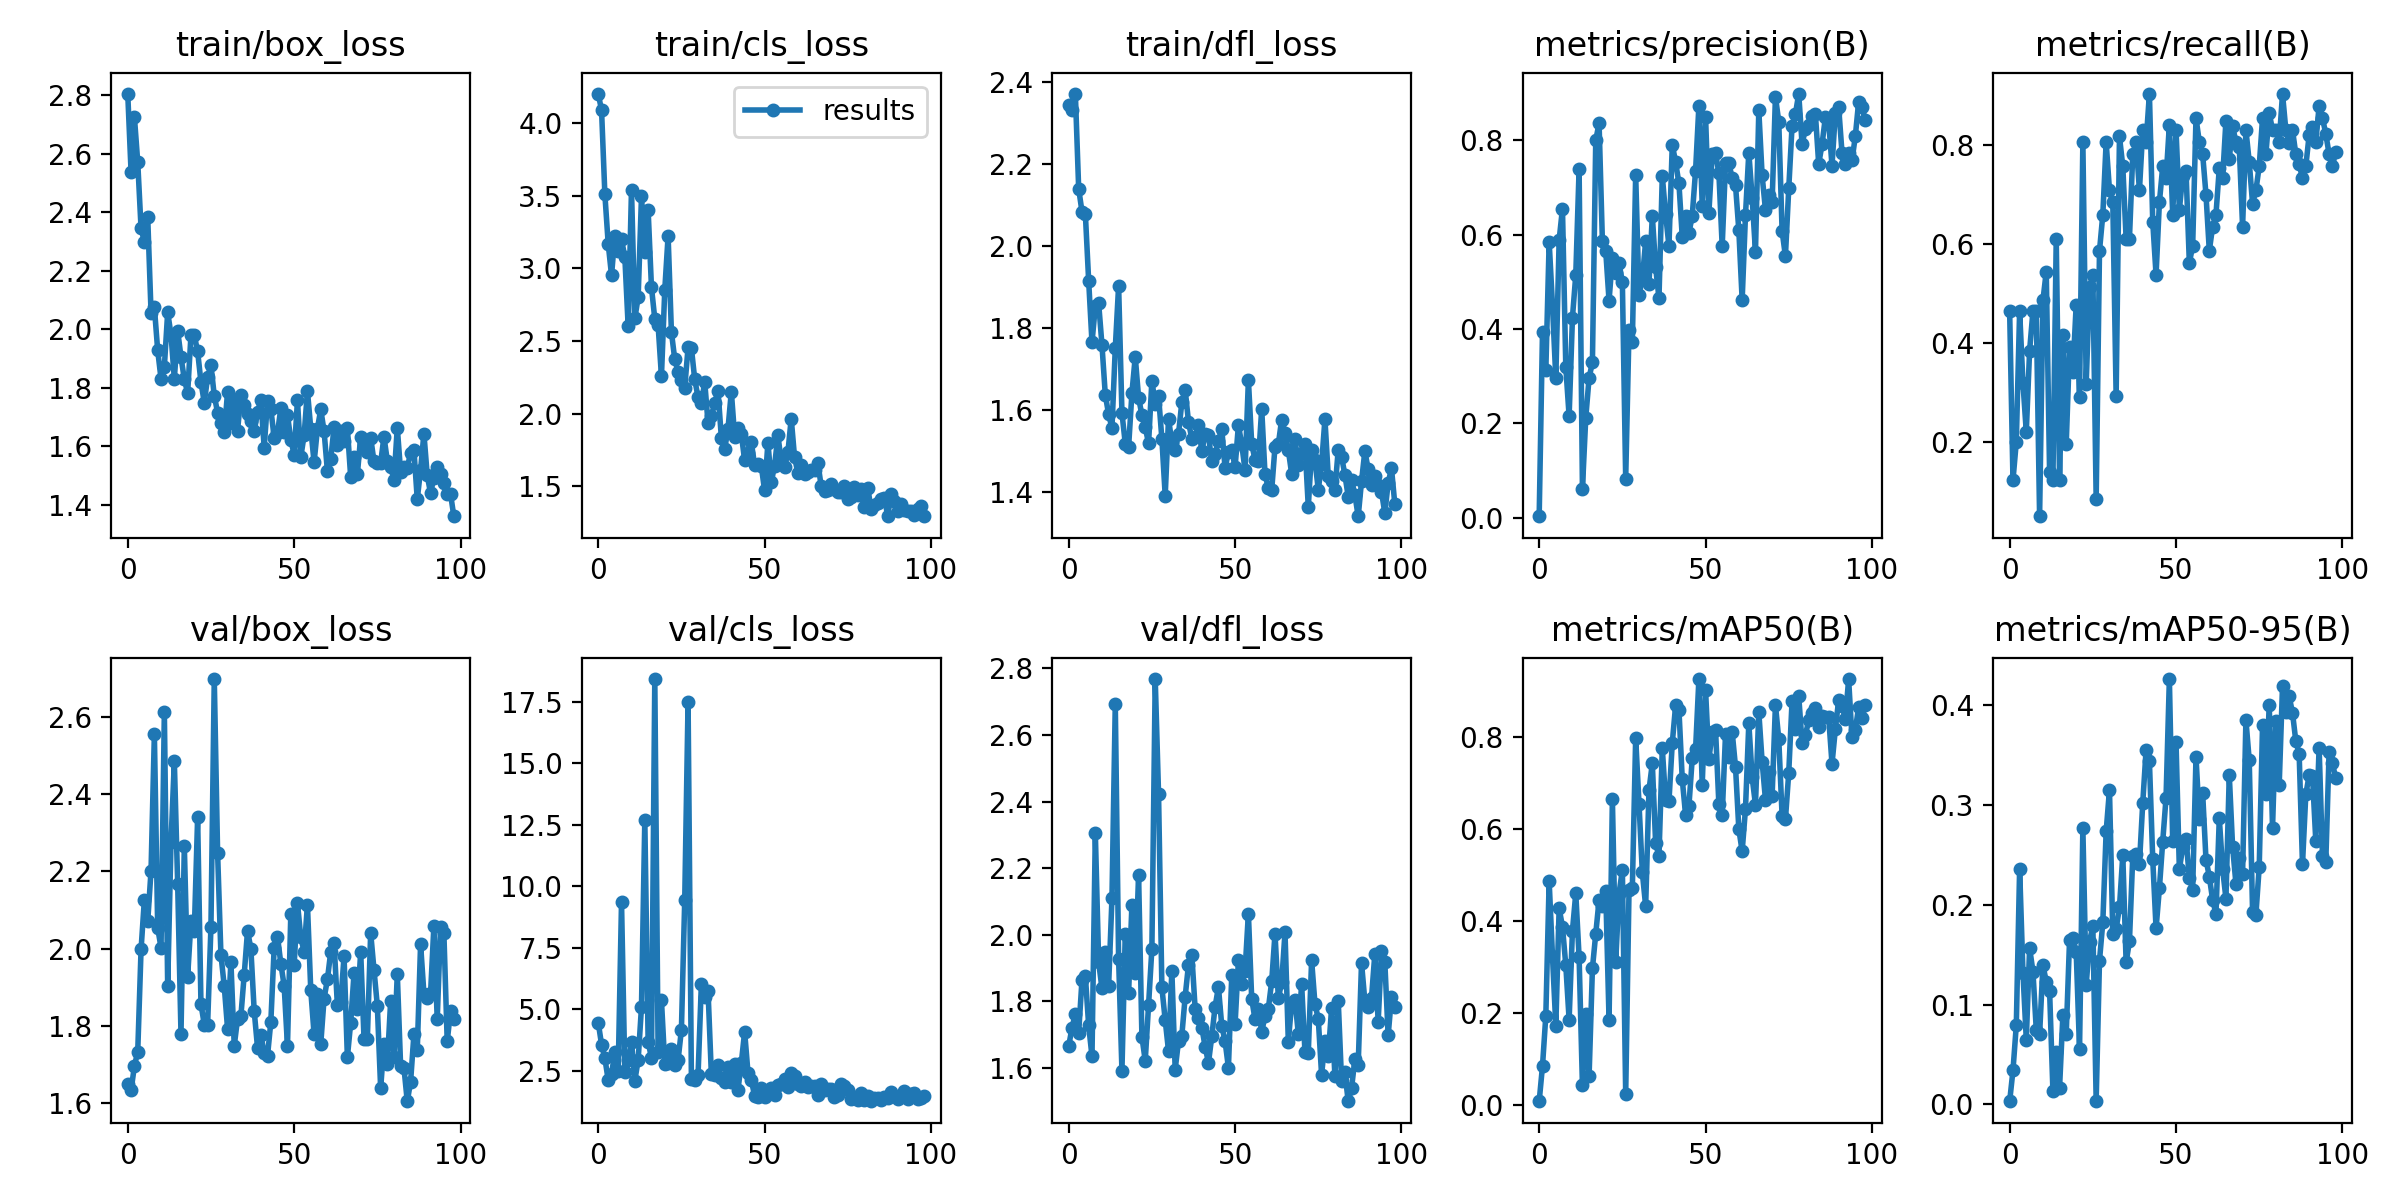 train/box_loss
train/cls_loss
train/dfl_loss
metrics/precision(B)
metrics/recall(B)
2.8
2.6
2.4
2.2
2.0
1.8
1.6
1.4
0 50 100
results
4.0
3.5
3.0
2.5
2.0
1.5
0 50 100
2.4
2.2
2.0
1.8
1.6
1.4
0 50 100
0.8
0.6
0.4
0.2
0.0
0 50 100
0.8
0.6
0.4
0.2
0 50 100
val/box_loss
val/cls_loss
val/dfl_loss
metrics/mAP50(B)
metrics/mAP50-95(B)
2.6
2.4
2.2
2.0
1.8
1.6
0 50 100
17.5
15.0
12.5
10.0
7.5
5.0
2.5
0 50 100
2.8
2.6
2.4
2.2
2.0
1.8
1.6
0 50 100
0.8
0.6
0.4
0.2
0.0
0 50 100
0.4
0.3
0.2
0.1
0.0
0 50 100